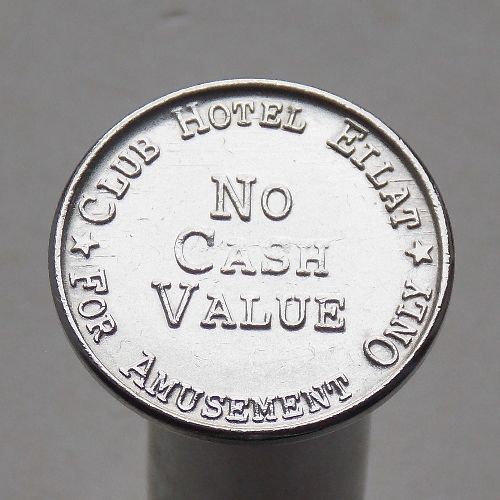 Club Hotel Eilat
No
Cash
Value
For Amusement Only